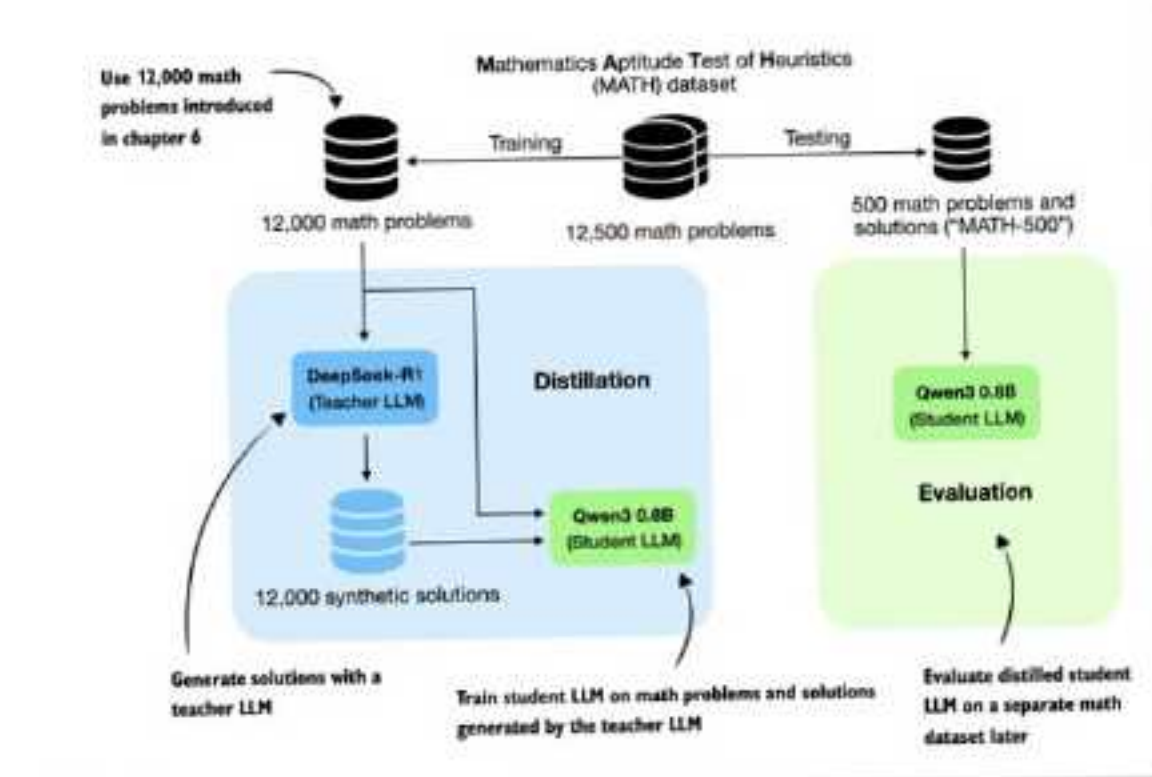 Mathematics Aptitude Test of Heuristics
(MATH) dataset
Use 12,000 math
problems introduced
in chapter 6
Training
Testing
12,000 math problems
12,500 math problems
500 math problems and
solutions ("MATH-500")
DeepSeek-R1
(Teacher LLM)
Distillation
Qwen3 0.6B
(Student LLM)
Evaluation
Qwen3 0.6B
(Student LLM)
12,000 synthetic solutions
Generate solutions with a
teacher LLM
Train student LLM on math problems and solutions
generated by the teacher LLM
Evaluate distilled student
LLM on a separate math
dataset later